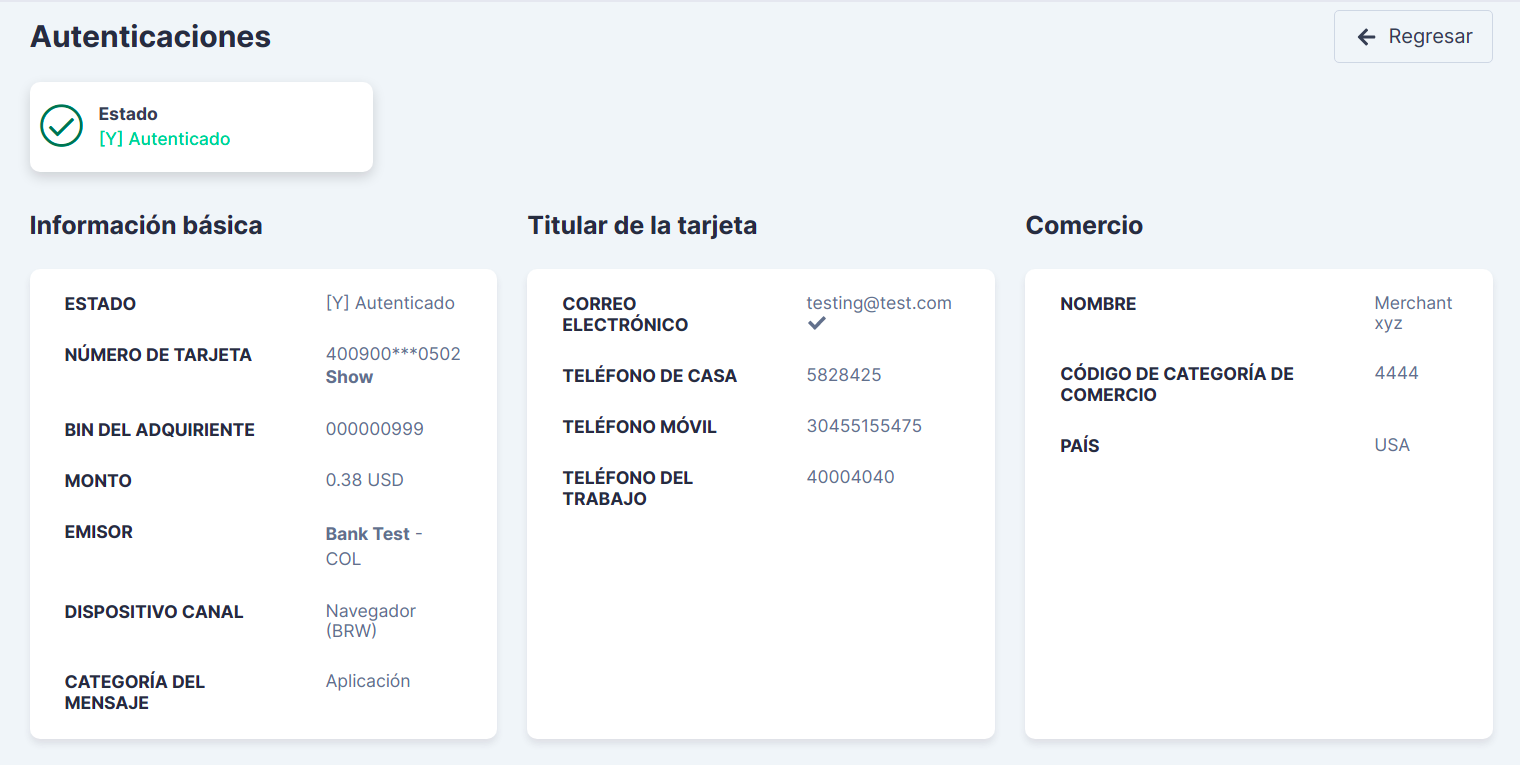 Autenticaciones
Regresar
Estado
[Y] Autenticado
Información básica
ESTADO
[Y] Autenticado
NÚMERO DE TARJETA
400900***0502
Show
BIN DEL ADQUIRIENTE
000000999
MONTO
0.38 USD
EMISOR
Bank Test -
COL
DISPOSITIVO CANAL
Navegador
(BRW)
CATEGORÍA DEL
MENSAJE
Aplicación
Titular de la tarjeta
CORREO
ELECTRÓNICO
testing@test.com
TELÉFONO DE CASA
5828425
TELÉFONO MÓVIL
30455155475
TELÉFONO DEL
TRABAJO
40004040
Comercio
NOMBRE
Merchant
xyz
CÓDIGO DE CATEGORÍA DE
COMERCIO
4444
PAÍS
USA